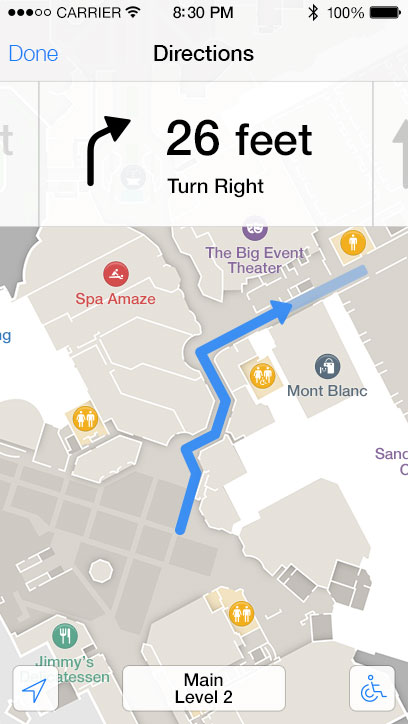 CARRIER 8:30 PM 100%
Done Directions
26 feet
Turn Right
The Big Event
Theater
Spa Amaze
Mont Blanc
Jimmy's
Main
Level 2